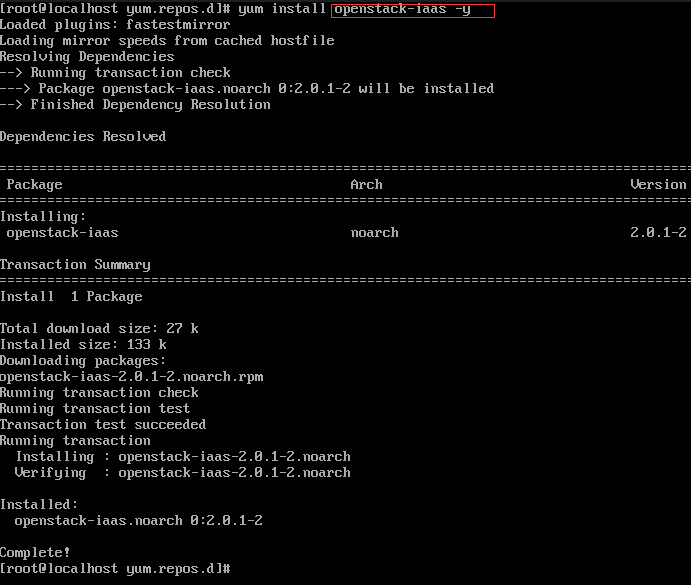 [root@localhost yum.repos.d]# yum install openstack-iaas -y
Loaded plugins: fastestmirror
Loading mirror speeds from cached hostfile
Resolving Dependencies
--> Running transaction check
---> Package openstack-iaas.noarch 0:2.0.1-2 will be installed
--> Finished Dependency Resolution
Dependencies Resolved
================================================================================
Package Arch Version
================================================================================
Installing:
openstack-iaas noarch 2.0.1-2
Transaction Summary
================================================================================
Install 1 Package
Total download size: 27 k
Installed size: 133 k
Downloading packages:
openstack-iaas-2.0.1-2.noarch.rpm
Running transaction check
Running transaction test
Transaction test succeeded
Running transaction
Installing : openstack-iaas-2.0.1-2.noarch
Verifying : openstack-iaas-2.0.1-2.noarch
Installed:
openstack-iaas.noarch 0:2.0.1-2
Complete!
[root@localhost yum.repos.d]#